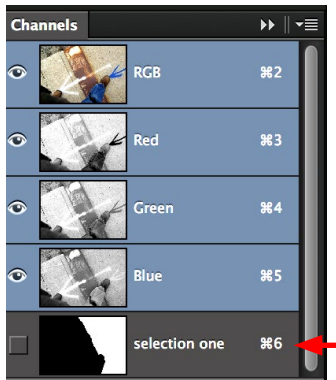 Channels
RGB ⌘2
Red ⌘3
Green ⌘4
Blue ⌘5
selection one ⌘6